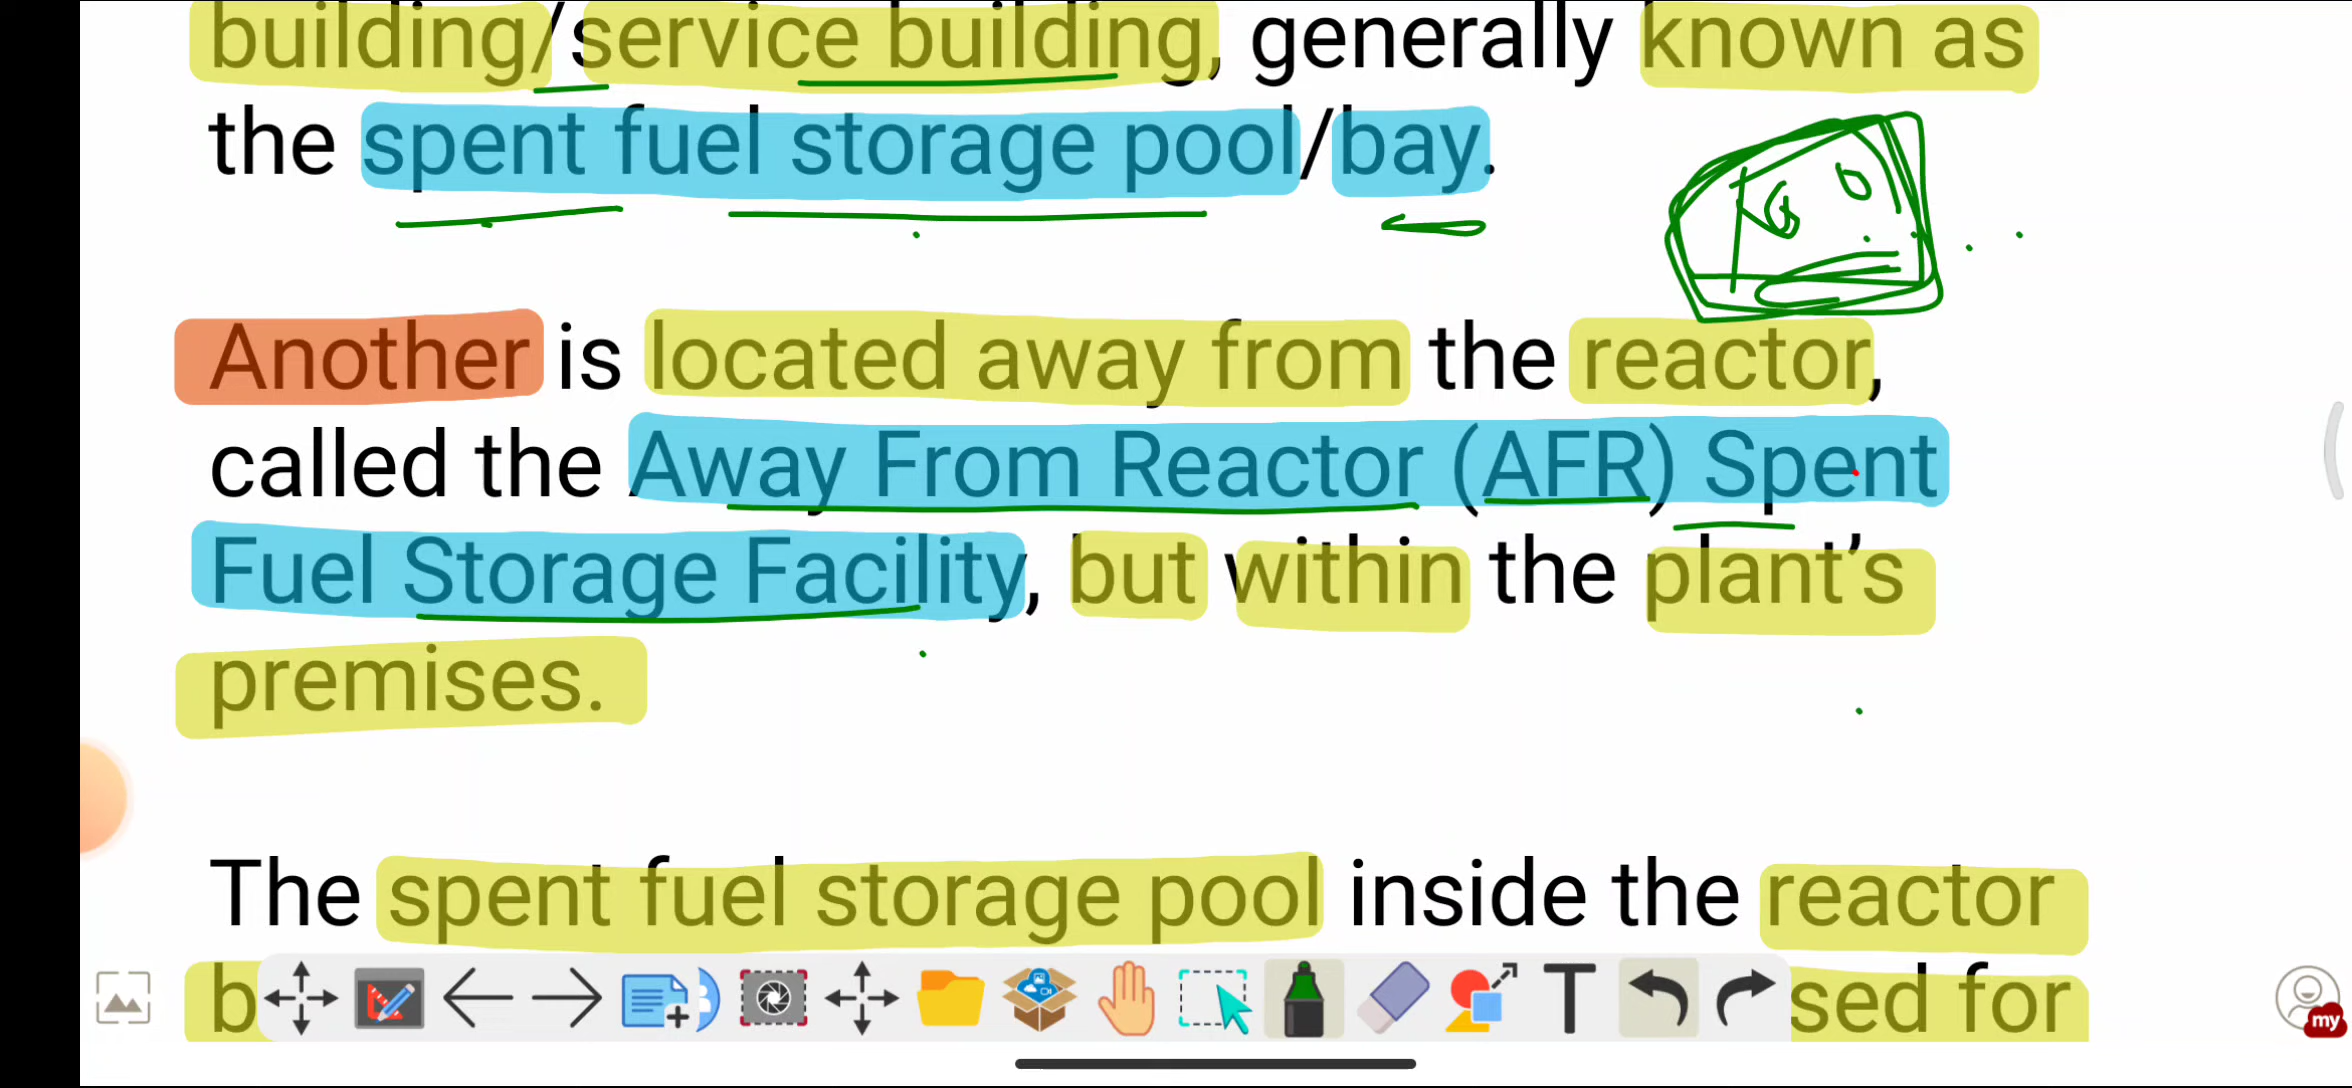 building/service building, generally known as
the spent fuel storage pool/bay.
Another is located away from the reactor,
called the Away From Reactor (AFR) Spent
Fuel Storage Facility, but within the plant's
premises.
The spent fuel storage pool inside the reactor
b
sed for
T
my